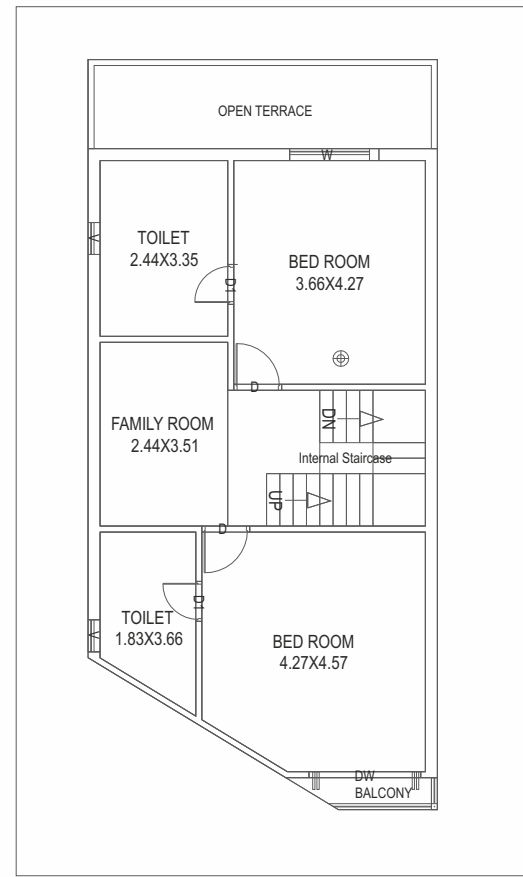 OPEN TERRACE
W
TOILET
2.44X3.35
V
BED ROOM
3.66X4.27
D1
D
FAMILY ROOM
2.44X3.51
DN
Internal Staircase
UP
D
TOILET
1.83X3.66
V
D1
BED ROOM
4.27X4.57
DW
BALCONY